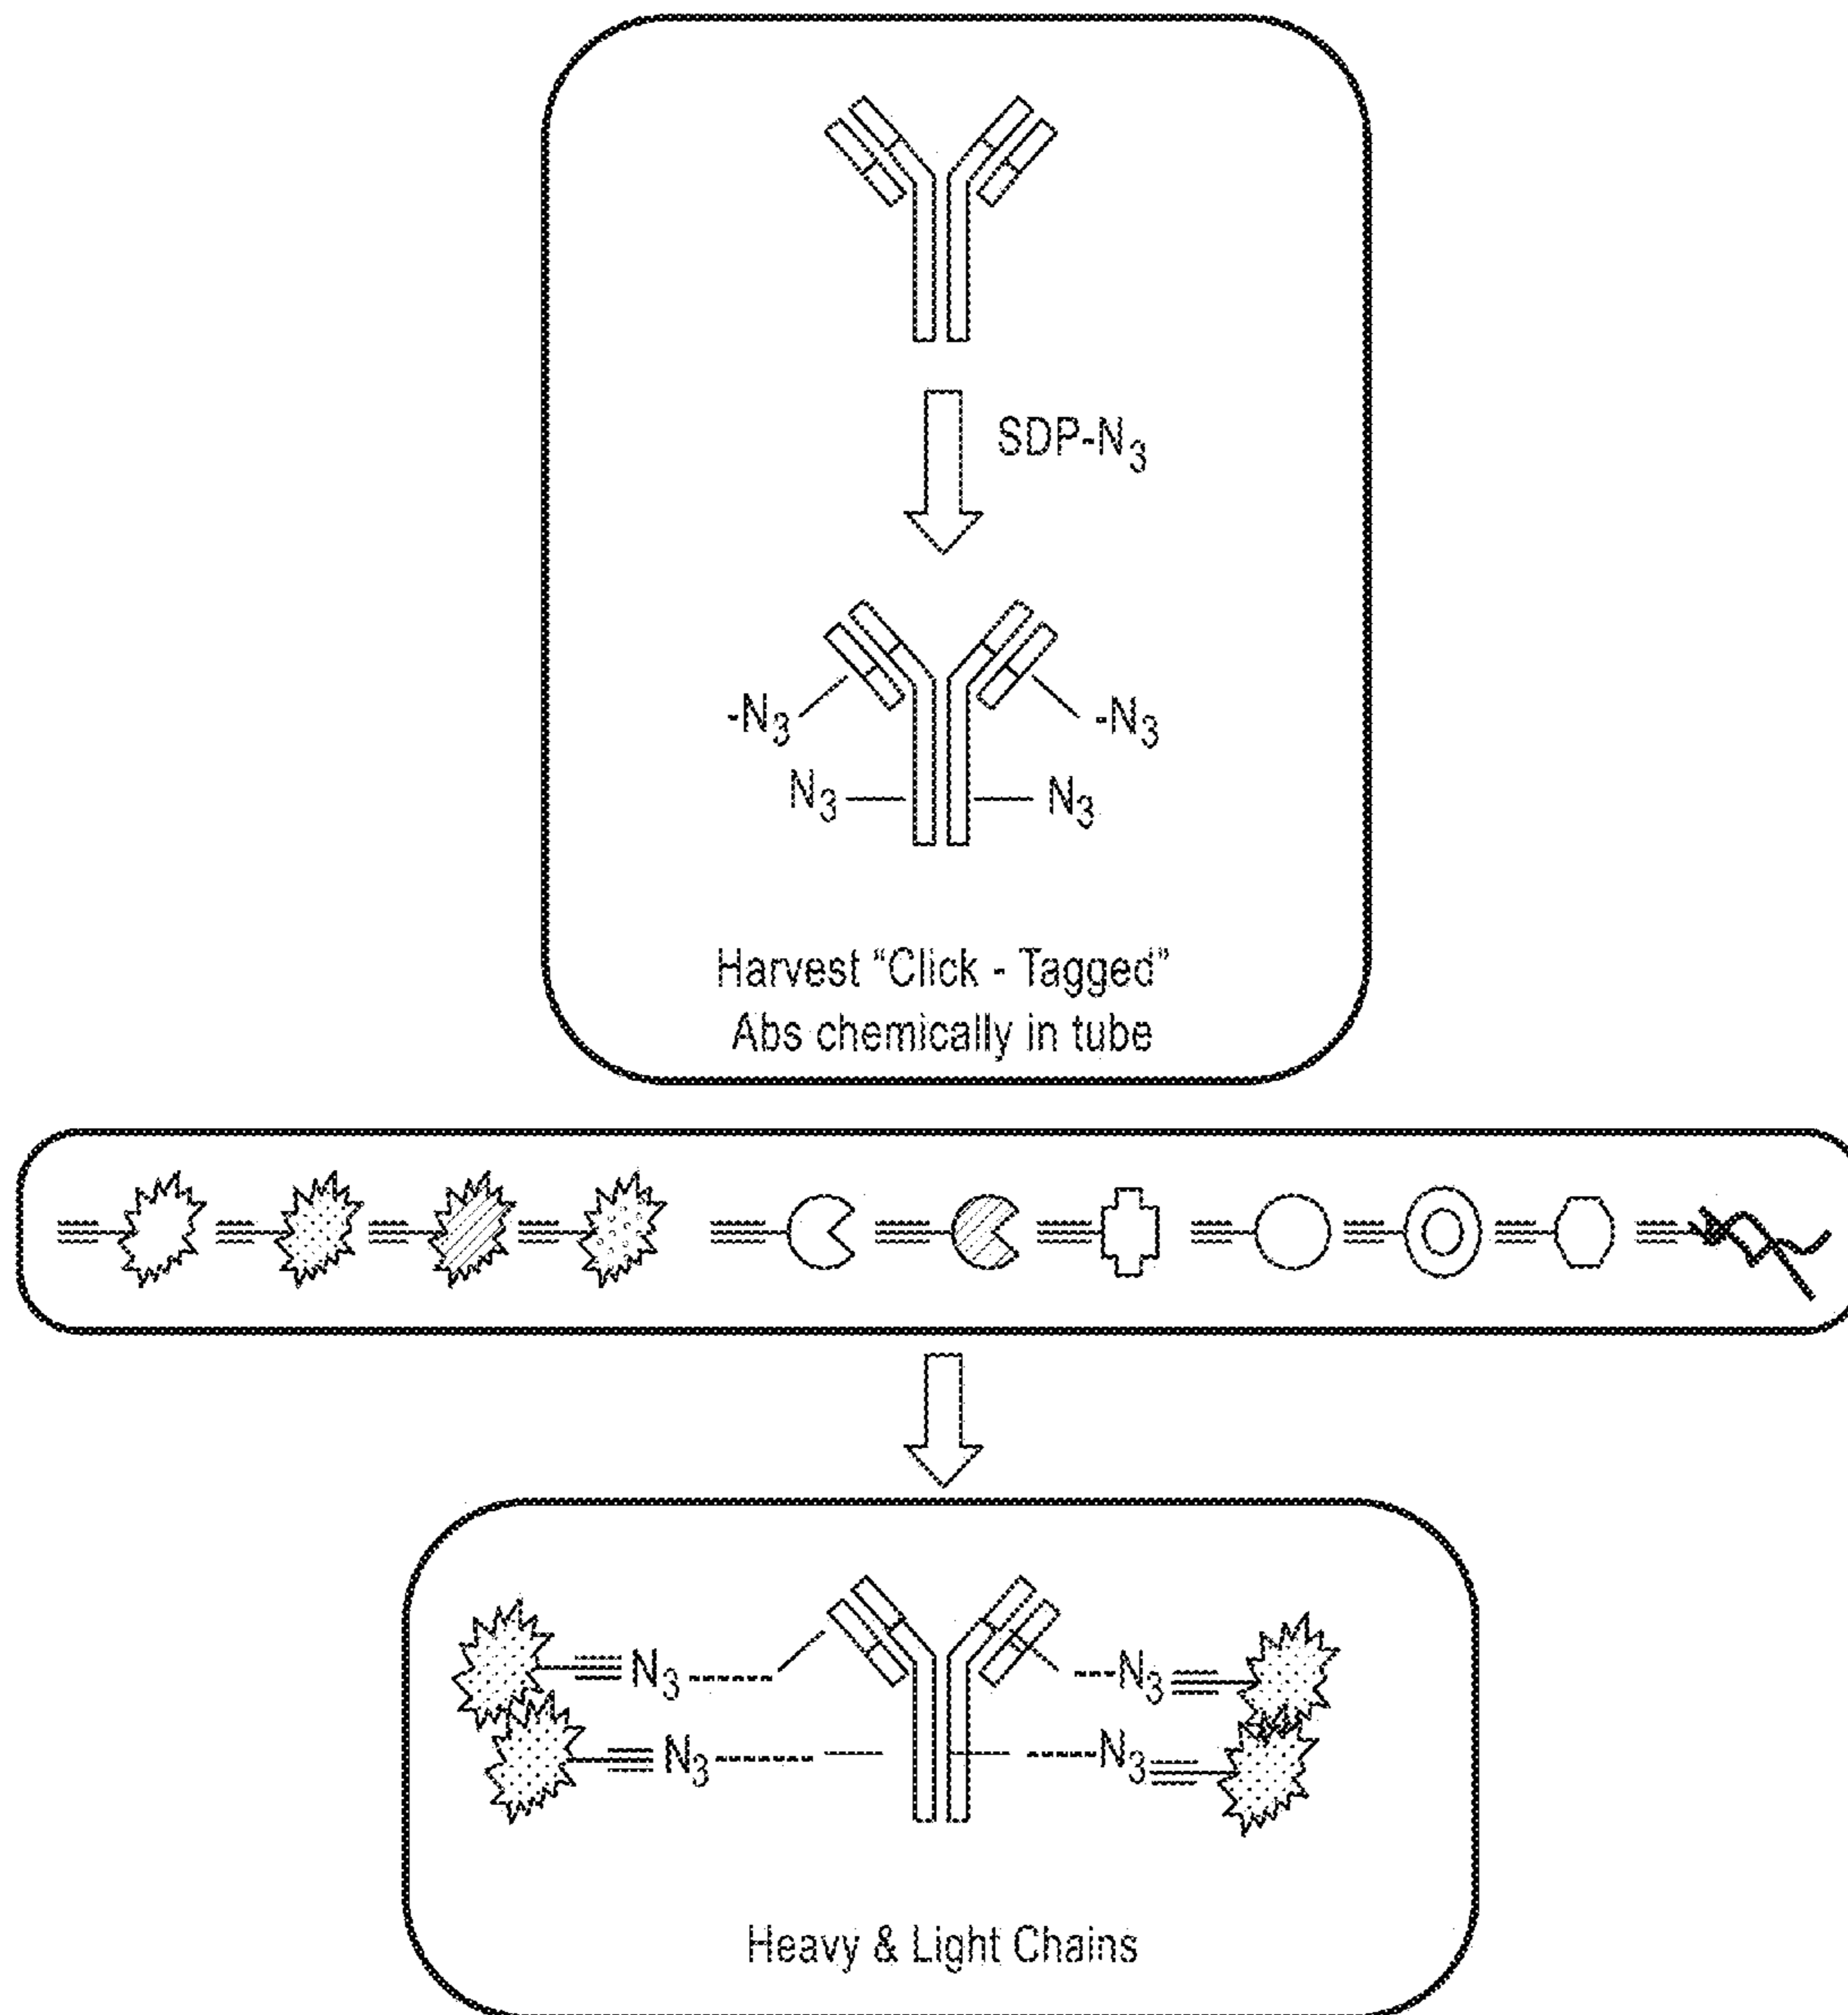 SDP-N3
-N3
-N3
N3
N3
Harvest “Click - Tagged”
Abs chemically in tube
N3
N3
N3
N3
Heavy & Light Chains